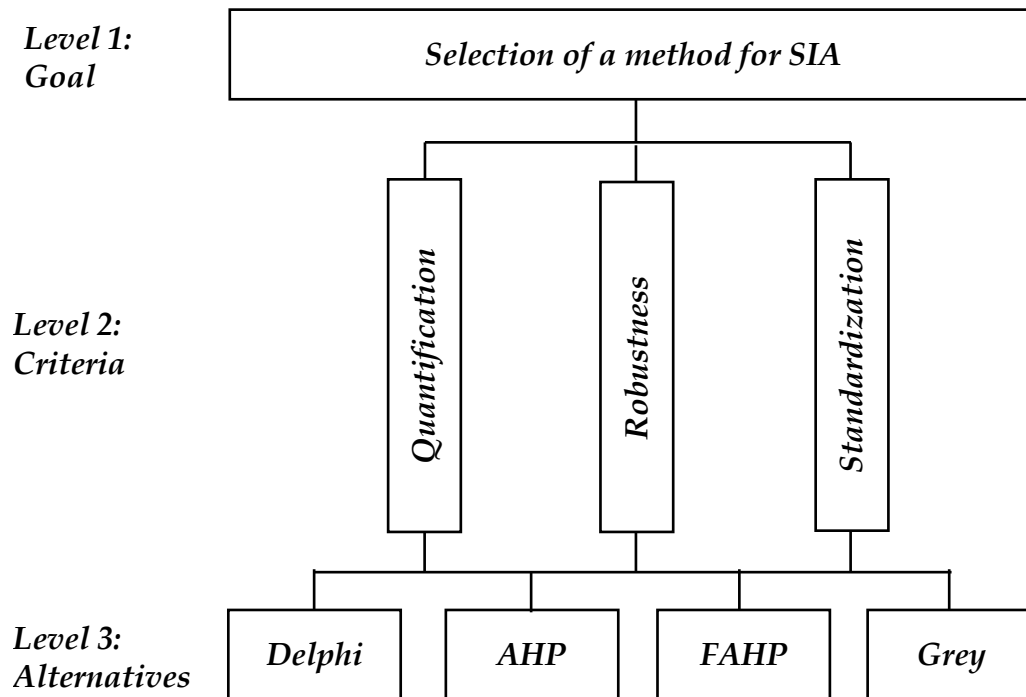 Level 1:
Goal
Selection of a method for SIA
Level 2:
Criteria
Quantification
Robustness
Standardization
Level 3:
Alternatives
Delphi
AHP
FAHP
Grey